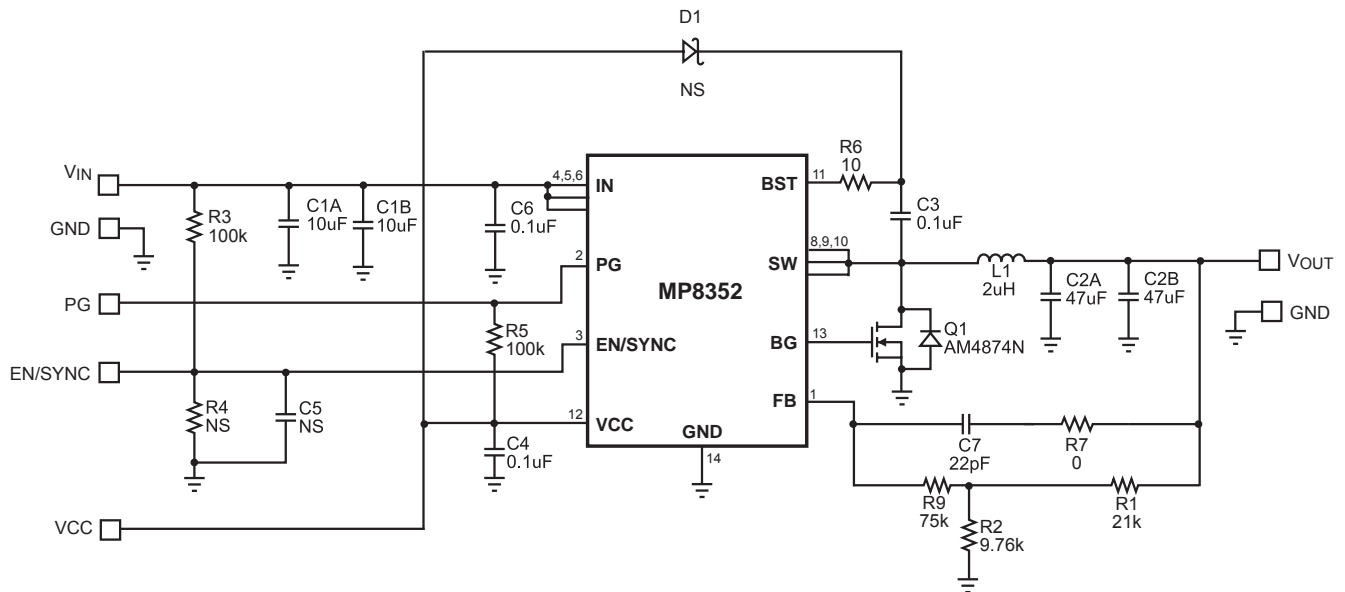 D1
NS
R6
10
VIN
4,5,6
IN
BST
11
C1A
10uF
C1B
10uF
C6
0.1uF
R3
100k
C3
0.1uF
GND
8,9,10
2
PG
SW
VOUT
L1
2uH
C2A
47uF
C2B
47uF
MP8352
PG
GND
R5
100k
3
EN/SYNC
BG
13
Q1
AM4874N
EN/SYNC
FB
1
R4
NS
C5
NS
12
VCC
GND
14
C4
0.1uF
C7
22pF
R7
0
R9
75k
R1
21k
R2
9.76k
VCC